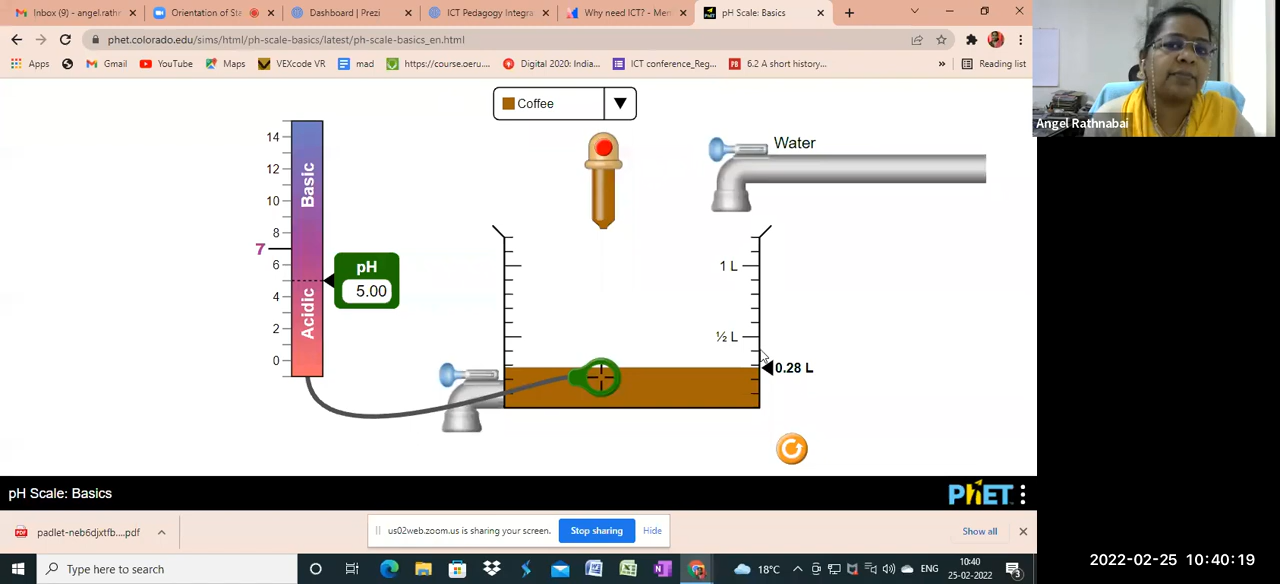 Inbox (9) - angel.rathn
Orientation of Sta
Dashboard | Prezi
ICT Pedagogy Integra
Why need ICT? - Men
pH Scale: Basics
phet.colorado.edu/sims/html/ph-scale-basics/latest/ph-scale-basics_en.html
Apps
Gmail
YouTube
Maps
VEXcode VR
mad
https://course.oeru....
Digital 2020: India...
ICT conference_Reg...
6.2 A short history...
»
Reading list
Angel Rathnabai
Coffee
Water
14
12
10
8
7
4
2
0
Basic
Acidic
pH
5.00
1 L
½ L
0.28 L
pH Scale: Basics
PhET
padlet-neb6djxtfb....pdf
us02web.zoom.us is sharing your screen.
Stop sharing
Hide
Show all
Type here to search
18°C
ENG
10:40
25-02-2022
3
2022-02-25 10:40:19